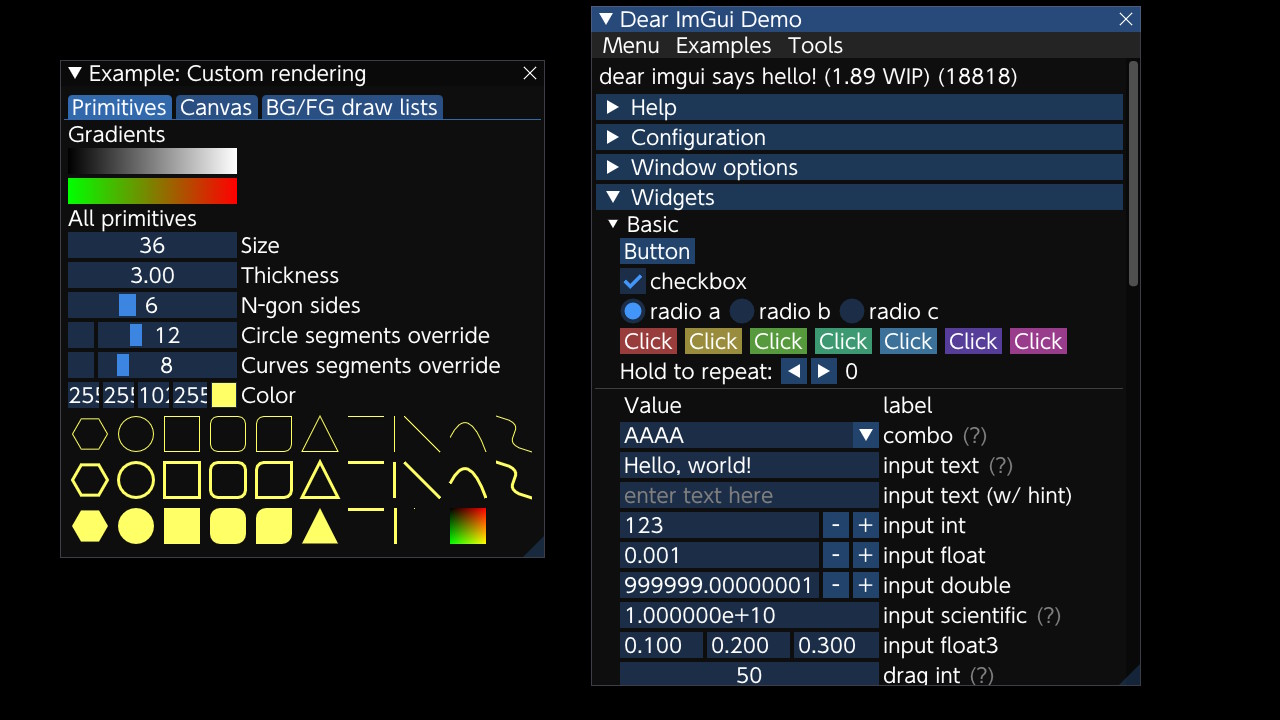 Example: Custom rendering
Primitives Canvas BG/FG draw lists
Gradients
All primitives
36 Size
3.00 Thickness
6 N-gon sides
12 Circle segments override
8 Curves segments override
255 255 102 255 Color
Dear ImGui Demo
Menu Examples Tools
dear imgui says hello! (1.89 WIP) (18818)
Help
Configuration
Window options
Widgets
Basic
Button
checkbox
radio a radio b radio c
Click Click Click Click Click Click Click
Hold to repeat: 0
Value label
AAAA combo (?)
Hello, world! input text (?)
enter text here input text (w/ hint)
123 - + input int
0.001 - + input float
999999.00000001 - + input double
1.000000e+10 input scientific (?)
0.100 0.200 0.300 input float3
50 drag int (?)